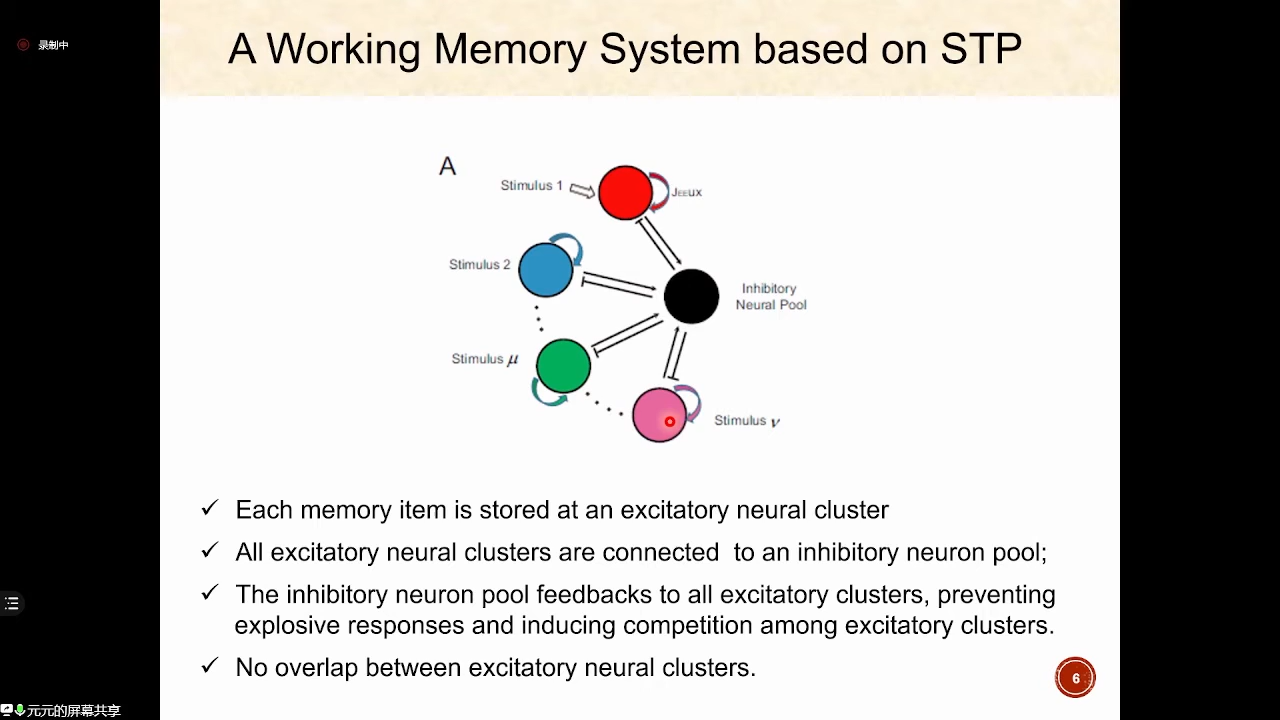 录制中
A Working Memory System based on STP
A
Stimulus 1
JEEux
Stimulus 2
Inhibitory
Neural Pool
Stimulus μ
Stimulus ν
✓ Each memory item is stored at an excitatory neural cluster
✓ All excitatory neural clusters are connected to an inhibitory neuron pool;
✓ The inhibitory neuron pool feedbacks to all excitatory clusters, preventing
explosive responses and inducing competition among excitatory clusters.
✓ No overlap between excitatory neural clusters.
6
元元的屏幕共享